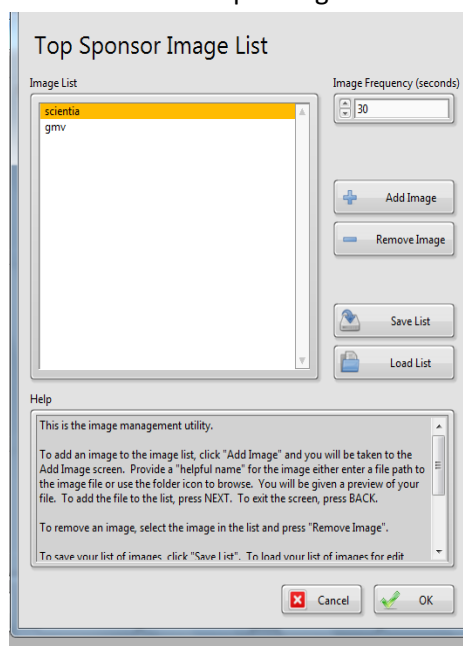 Top Sponsor Image List
Image List
Image Frequency (seconds)
scientia
gmv
30
Add Image
Remove Image
Save List
Load List
Help
This is the image management utility.
To add an image to the image list, click "Add Image" and you will be taken to the
Add Image screen. Provide a "helpful name" for the image either enter a file path to
the image file or use the folder icon to browse. You will be given a preview of your
file. To add the file to the list, press NEXT. To exit the screen, press BACK.
To remove an image, select the image in the list and press "Remove Image".
To save your list of images, click "Save List". To load your list of images for edit
Cancel
OK